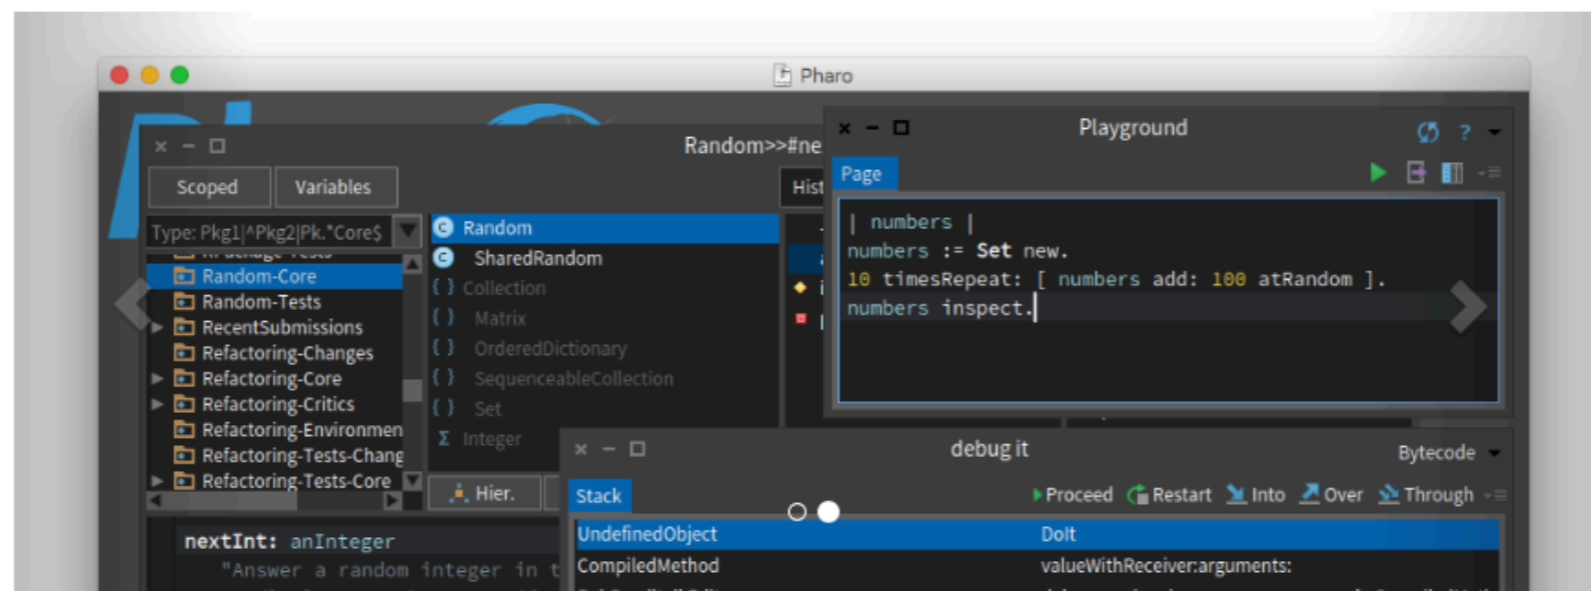 Pharo
Random>>#ne
Scoped Variables
Hist
Type: Pkg1|^Pkg2|Pk.*Core$
Random-Core
Random-Tests
RecentSubmissions
Refactoring-Changes
Refactoring-Core
Refactoring-Critics
Refactoring-Environmen
Refactoring-Tests-Chang
Refactoring-Tests-Core
Random
SharedRandom
Collection
Matrix
OrderedDictionary
SequenceableCollection
Set
Integer
Hier.
nextInt: anInteger
"Answer a random integer in t
Playground
?
Page
| numbers |
numbers := Set new.
10 timesRepeat: [ numbers add: 100 atRandom ].
numbers inspect.
debug it
Bytecode
Stack
Proceed Restart Into Over Through
UndefinedObject DoIt
CompiledMethod valueWithReceiver:arguments: